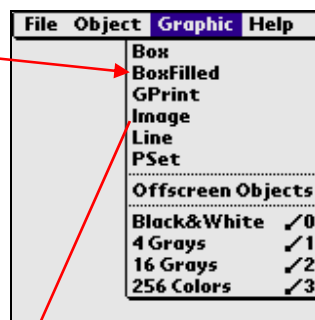 File Object Graphic Help
Box
BoxFilled
GPrint
Image
Line
PSet
Offscreen Objects
Black&White ✓0
4 Grays ✓1
16 Grays ✓2
256 Colors ✓3